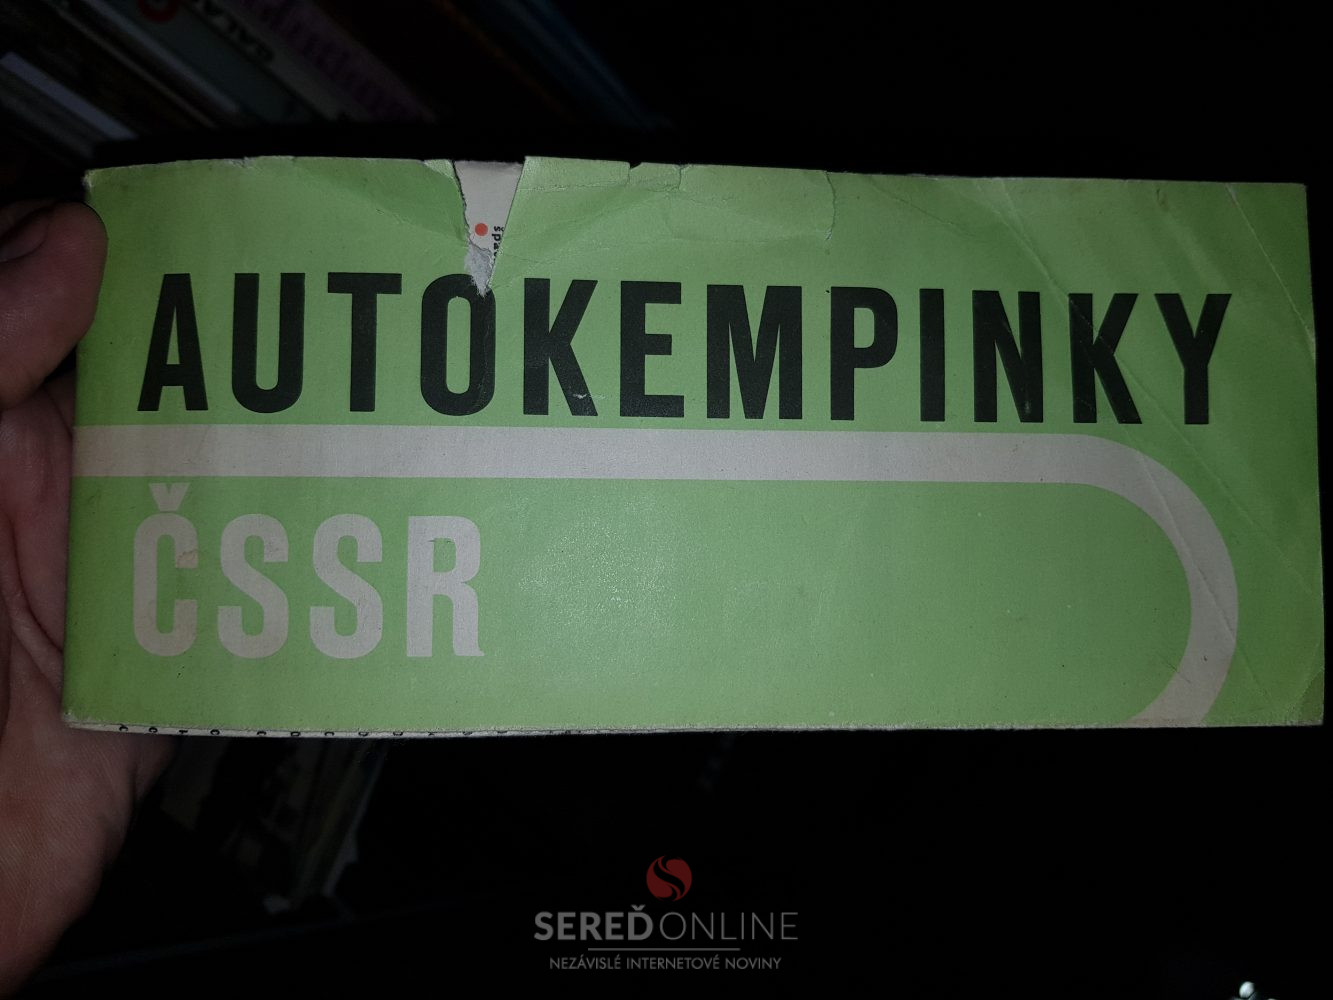 AUTOKEMPINKY
ČSSR
SEREĎONLINE
NEZÁVISLÉ INTERNETOVÉ NOVINY